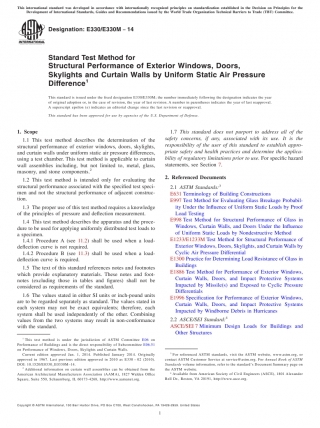 This international standard was developed in accordance with internationally recognized principles on standardization established in the Decision on Principles for the
Development of International Standards, Guides and Recommendations issued by the World Trade Organization Technical Barriers to Trade (TBT) Committee.
Designation: E330/E330M − 14
Standard Test Method for
Structural Performance of Exterior Windows, Doors,
Skylights and Curtain Walls by Uniform Static Air Pressure
Difference¹
This standard is issued under the fixed designation E330/E330M; the number immediately following the designation indicates the year
of original adoption or, in the case of revision, the year of last revision. A number in parentheses indicates the year of last reapproval.
A superscript epsilon (ε) indicates an editorial change since the last revision or reapproval.
This standard has been approved for use by agencies of the U.S. Department of Defense.
1. Scope
1.1 This test method describes the determination of the
structural performance of exterior windows, doors, skylights,
and curtain walls under uniform static air pressure differences,
using a test chamber. This test method is applicable to curtain
wall assemblies including, but not limited to, metal, glass,
masonry, and stone components.²
1.2 This test method is intended only for evaluating the
structural performance associated with the specified test speci-
men and not the structural performance of adjacent construc-
tion.
1.3 The proper use of this test method requires a knowledge
of the principles of pressure and deflection measurement.
1.4 This test method describes the apparatus and the proce-
dure to be used for applying uniformly distributed test loads to
a specimen.
1.4.1 Procedure A (see 11.2) shall be used when a load-
deflection curve is not required.
1.4.2 Procedure B (see 11.3) shall be used when a load-
deflection curve is required.
1.5 The text of this standard references notes and footnotes
which provide explanatory materials. These notes and foot-
notes (excluding those in tables and figures) shall not be
considered as requirements of the standard.
1.6 The values stated in either SI units or inch-pound units
are to be regarded separately as standard. The values stated in
each system may not be exact equivalents; therefore, each
system shall be used independently of the other. Combining
values from the two systems may result in non-conformance
with the standard.
¹ This test method is under the jurisdiction of ASTM Committee E06 on
Performance of Buildings and is the direct responsibility of Subcommittee E06.51
on Performance of Windows, Doors, Skylights and Curtain Walls.
Current edition approved Jan. 1, 2014. Published January 2014. Originally
approved in 1967. Last previous edition approved in 2010 as E330 – 02 (2010).
DOI: 10.1520/E0330_E0330M-14.
² Additional information on curtain wall assemblies can be obtained from the
American Architectural Manufacturers Association (AAMA), 1827 Walden Office
Square, Suite 550, Schaumburg, IL 60173-4268, http://www.aamanet.org.
1.7 This standard does not purport to address all of the
safety concerns, if any, associated with its use. It is the
responsibility of the user of this standard to establish appro-
priate safety and health practices and determine the applica-
bility of regulatory limitations prior to use. For specific hazard
statements, see Section 7.
2. Referenced Documents
2.1 ASTM Standards:³
E631 Terminology of Building Constructions
E997 Test Method for Evaluating Glass Breakage Probabil-
ity Under the Influence of Uniform Static Loads by Proof
Load Testing
E998 Test Method for Structural Performance of Glass in
Windows, Curtain Walls, and Doors Under the Influence
of Uniform Static Loads by Nondestructive Method
E1233/E1233M Test Method for Structural Performance of
Exterior Windows, Doors, Skylights, and Curtain Walls by
Cyclic Air Pressure Differential
E1300 Practice for Determining Load Resistance of Glass in
Buildings
E1886 Test Method for Performance of Exterior Windows,
Curtain Walls, Doors, and Impact Protective Systems
Impacted by Missile(s) and Exposed to Cyclic Pressure
Differentials
E1996 Specification for Performance of Exterior Windows,
Curtain Walls, Doors, and Impact Protective Systems
Impacted by Windborne Debris in Hurricanes
2.2 ASCE/SEI Standard:⁴
ASCE/SEI 7 Minimum Design Loads for Buildings and
Other Structures
³ For referenced ASTM standards, visit the ASTM website, www.astm.org, or
contact ASTM Customer Service at service@astm.org. For Annual Book of ASTM
Standards volume information, refer to the standard's Document Summary page on
the ASTM website.
⁴ Available from American Society of Civil Engineers (ASCE), 1801 Alexander
Bell Dr., Reston, VA 20191, http://www.asce.org.
Copyright © ASTM International, 100 Barr Harbor Drive, PO Box C700, West Conshohocken, PA 19428-2959. United States
1